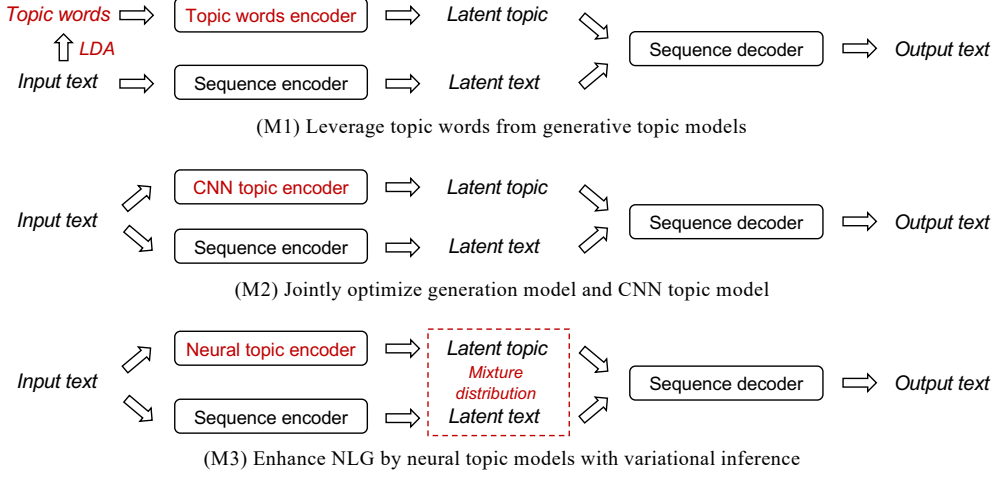 Topic words
Topic words encoder
Latent topic
LDA
Sequence decoder
Output text
Input text
Sequence encoder
Latent text
(M1) Leverage topic words from generative topic models
CNN topic encoder
Latent topic
Input text
Sequence decoder
Output text
Sequence encoder
Latent text
(M2) Jointly optimize generation model and CNN topic model
Neural topic encoder
Latent topic
Input text
Mixture
distribution
Sequence decoder
Output text
Sequence encoder
Latent text
(M3) Enhance NLG by neural topic models with variational inference